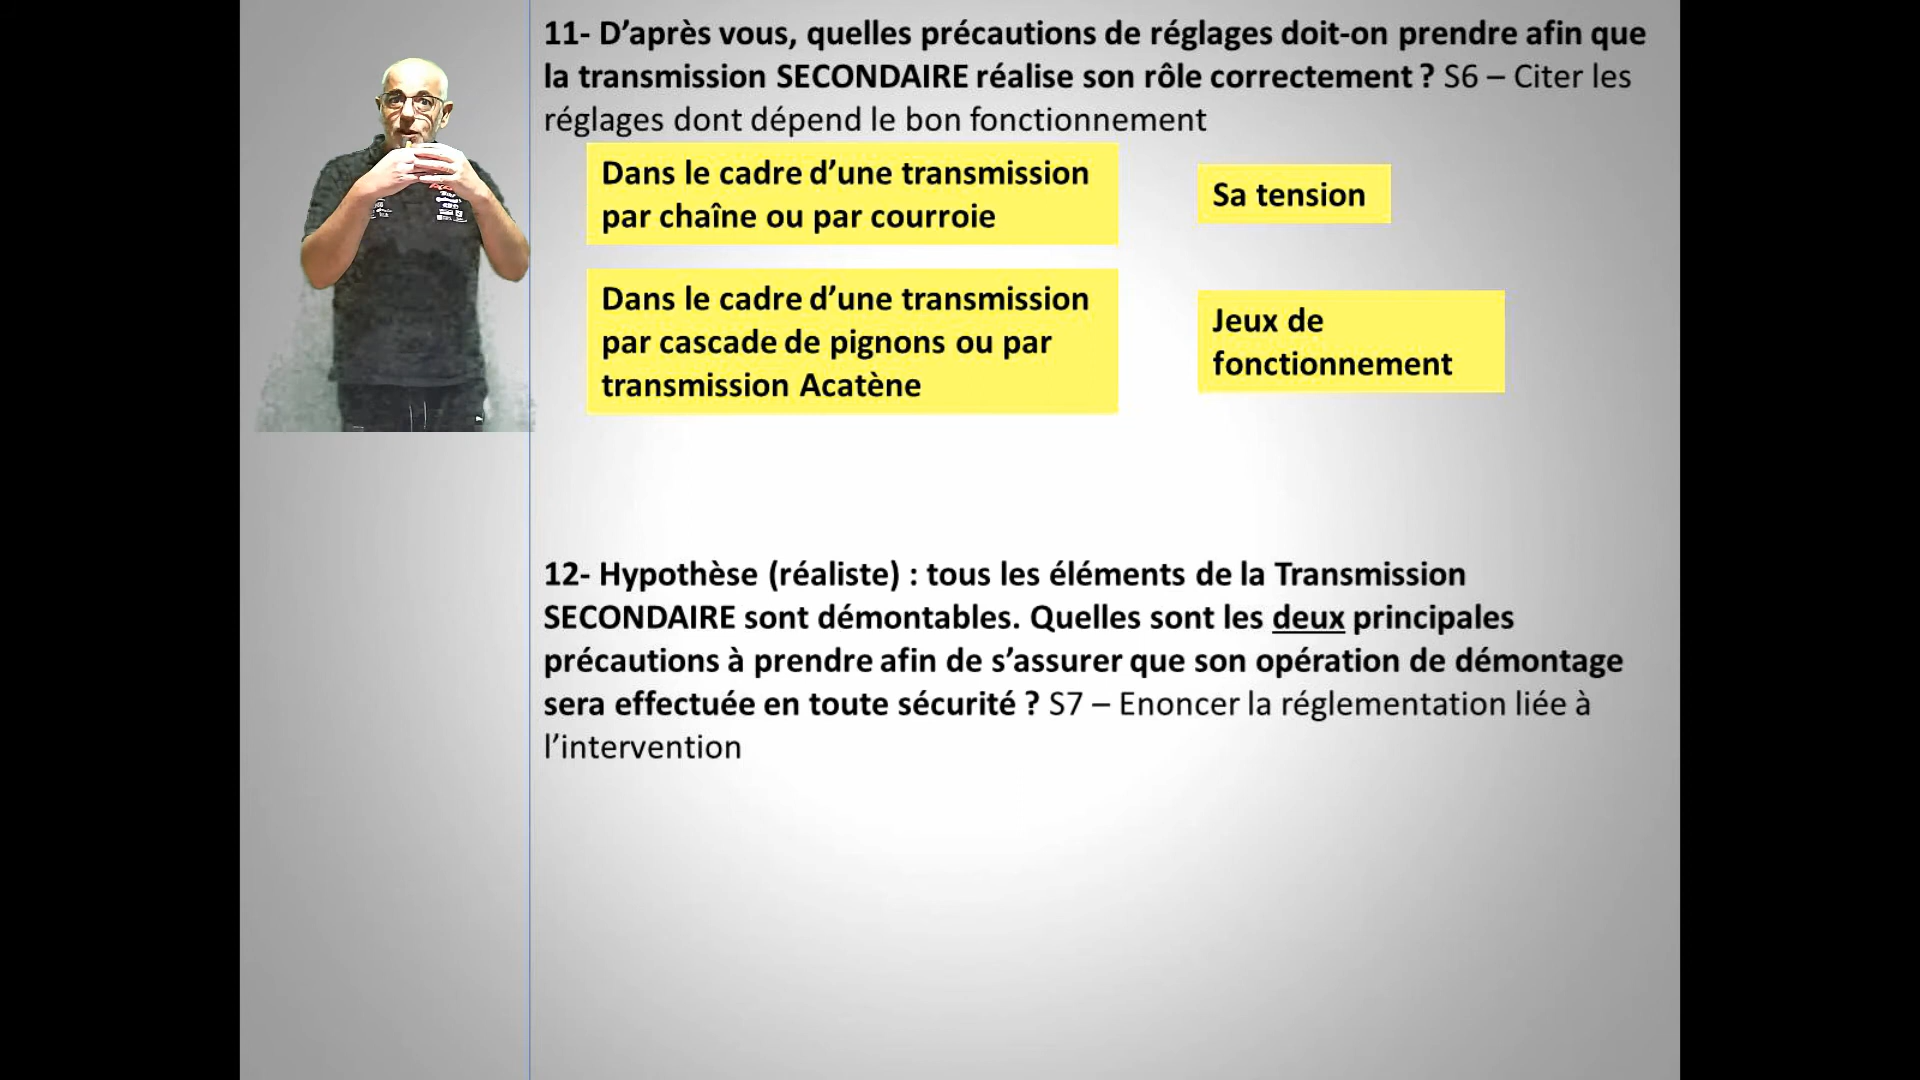 11- D’après vous, quelles précautions de réglages doit-on prendre afin que
la transmission SECONDAIRE réalise son rôle correctement ? S6 – Citer les
réglages dont dépend le bon fonctionnement
Dans le cadre d’une transmission
par chaîne ou par courroie
Sa tension
Dans le cadre d’une transmission
par cascade de pignons ou par
transmission Acatène
Jeux de
fonctionnement
12- Hypothèse (réaliste) : tous les éléments de la Transmission
SECONDAIRE sont démontables. Quelles sont les deux principales
précautions à prendre afin de s’assurer que son opération de démontage
sera effectuée en toute sécurité ? S7 – Enoncer la réglementation liée à
l’intervention